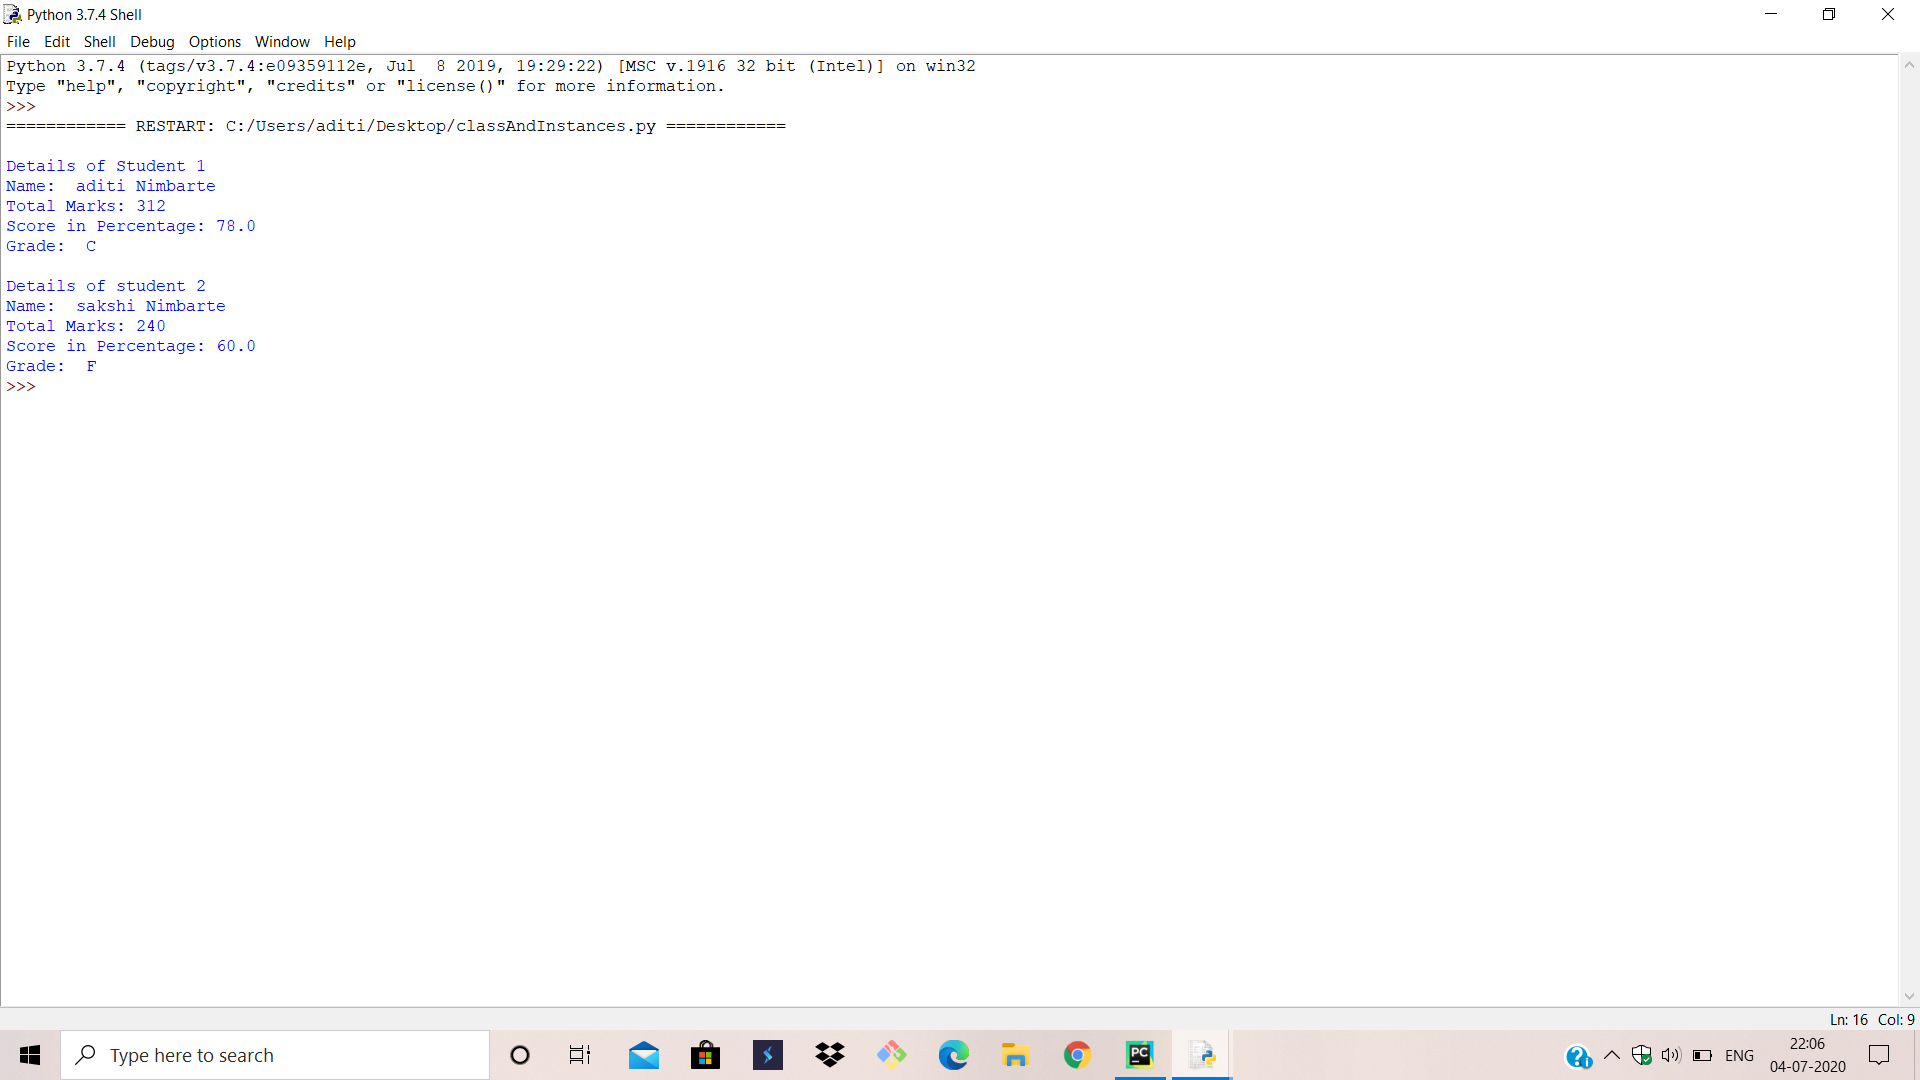 Python 3.7.4 Shell
File Edit Shell Debug Options Window Help
Python 3.7.4 (tags/v3.7.4:e09359112e, Jul  8 2019, 19:29:22) [MSC v.1916 32 bit (Intel)] on win32
Type "help", "copyright", "credits" or "license()" for more information.
>>>
============ RESTART: C:/Users/aditi/Desktop/classAndInstances.py ============
Details of Student 1
Name:  aditi Nimbarte
Total Marks: 312
Score in Percentage: 78.0
Grade:  C
Details of student 2
Name:  sakshi Nimbarte
Total Marks: 240
Score in Percentage: 60.0
Grade:  F
>>>
Ln: 16 Col: 9
Type here to search
PC
ENG
22:06
04-07-2020